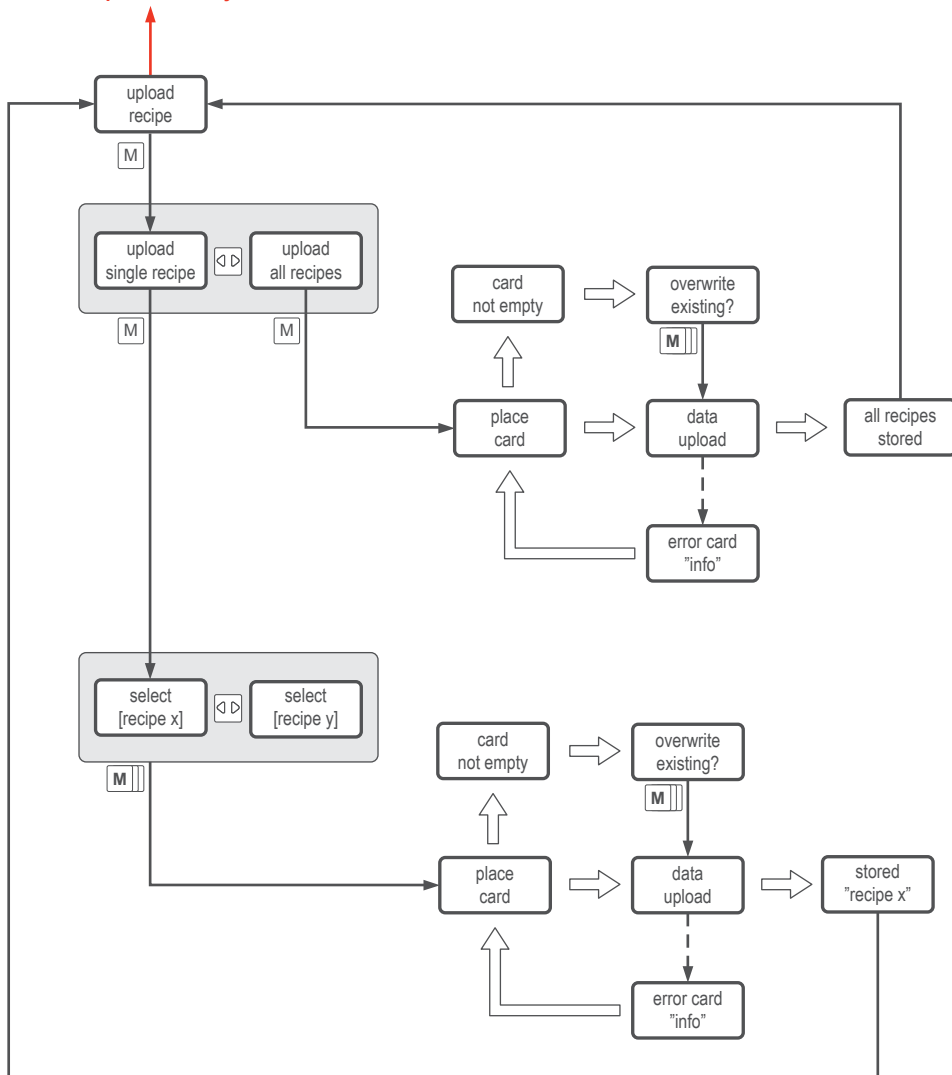 upload
recipe
M
upload
single recipe
upload
all recipes
M
M
card
not empty
overwrite
existing?
M
place
card
data
upload
all recipes
stored
error card
”info”
select
[recipe x]
select
[recipe y]
M
card
not empty
overwrite
existing?
M
place
card
data
upload
stored
”recipe x”
error card
”info”